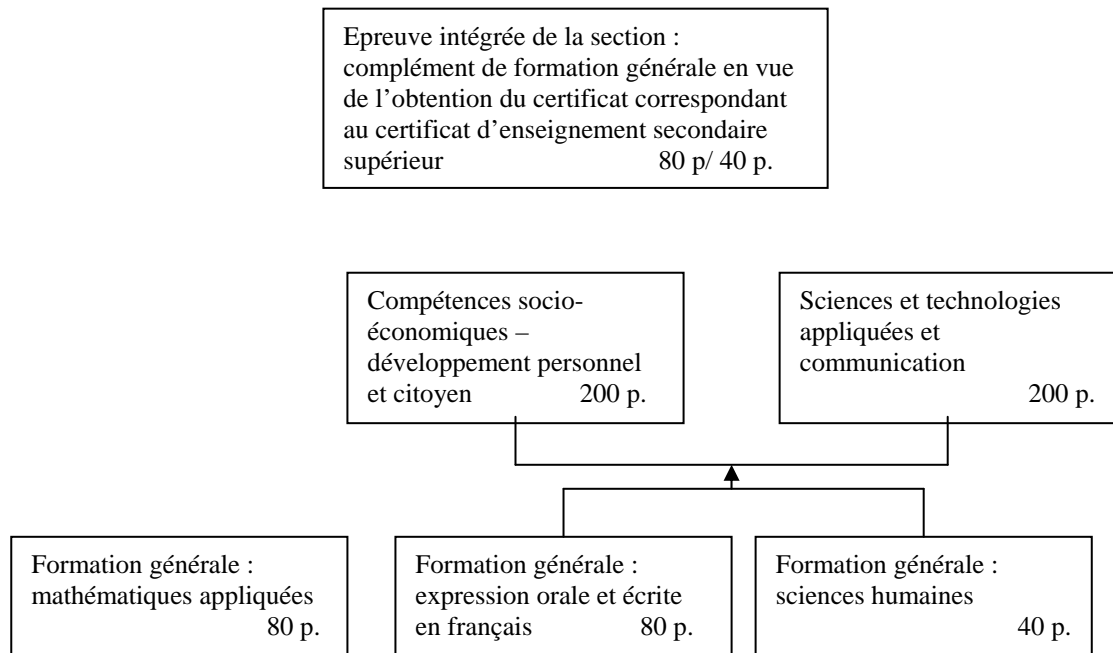 Epreuve intégrée de la section :
complément de formation générale en vue
de l’obtention du certificat correspondant
au certificat d’enseignement secondaire
supérieur 80 p/ 40 p.
Compétences socio-
économiques –
développement personnel
et citoyen 200 p.
Sciences et technologies
appliquées et
communication
200 p.
Formation générale :
mathématiques appliquées
80 p.
Formation générale :
expression orale et écrite
en français 80 p.
Formation générale :
sciences humaines
40 p.